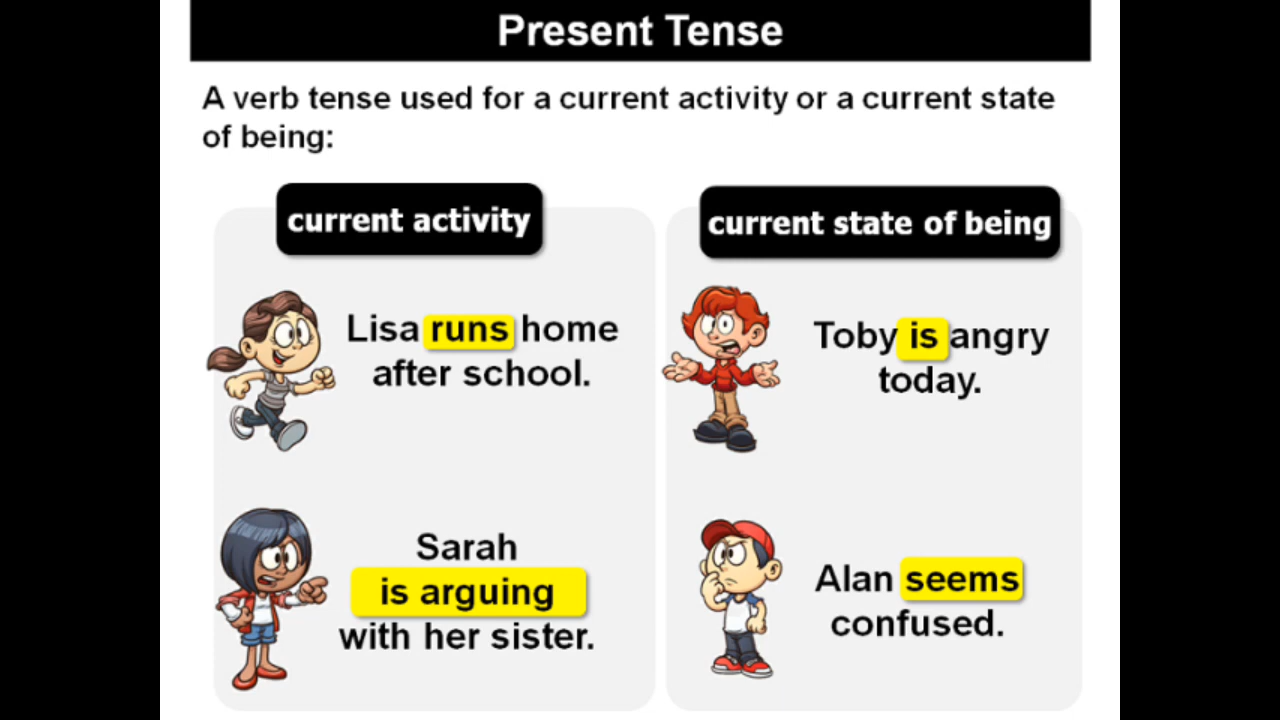 Present Tense
A verb tense used for a current activity or a current state
of being:
current activity
Lisa runs home
after school.
Sarah
is arguing
with her sister.
current state of being
Toby is angry
today.
Alan seems
confused.